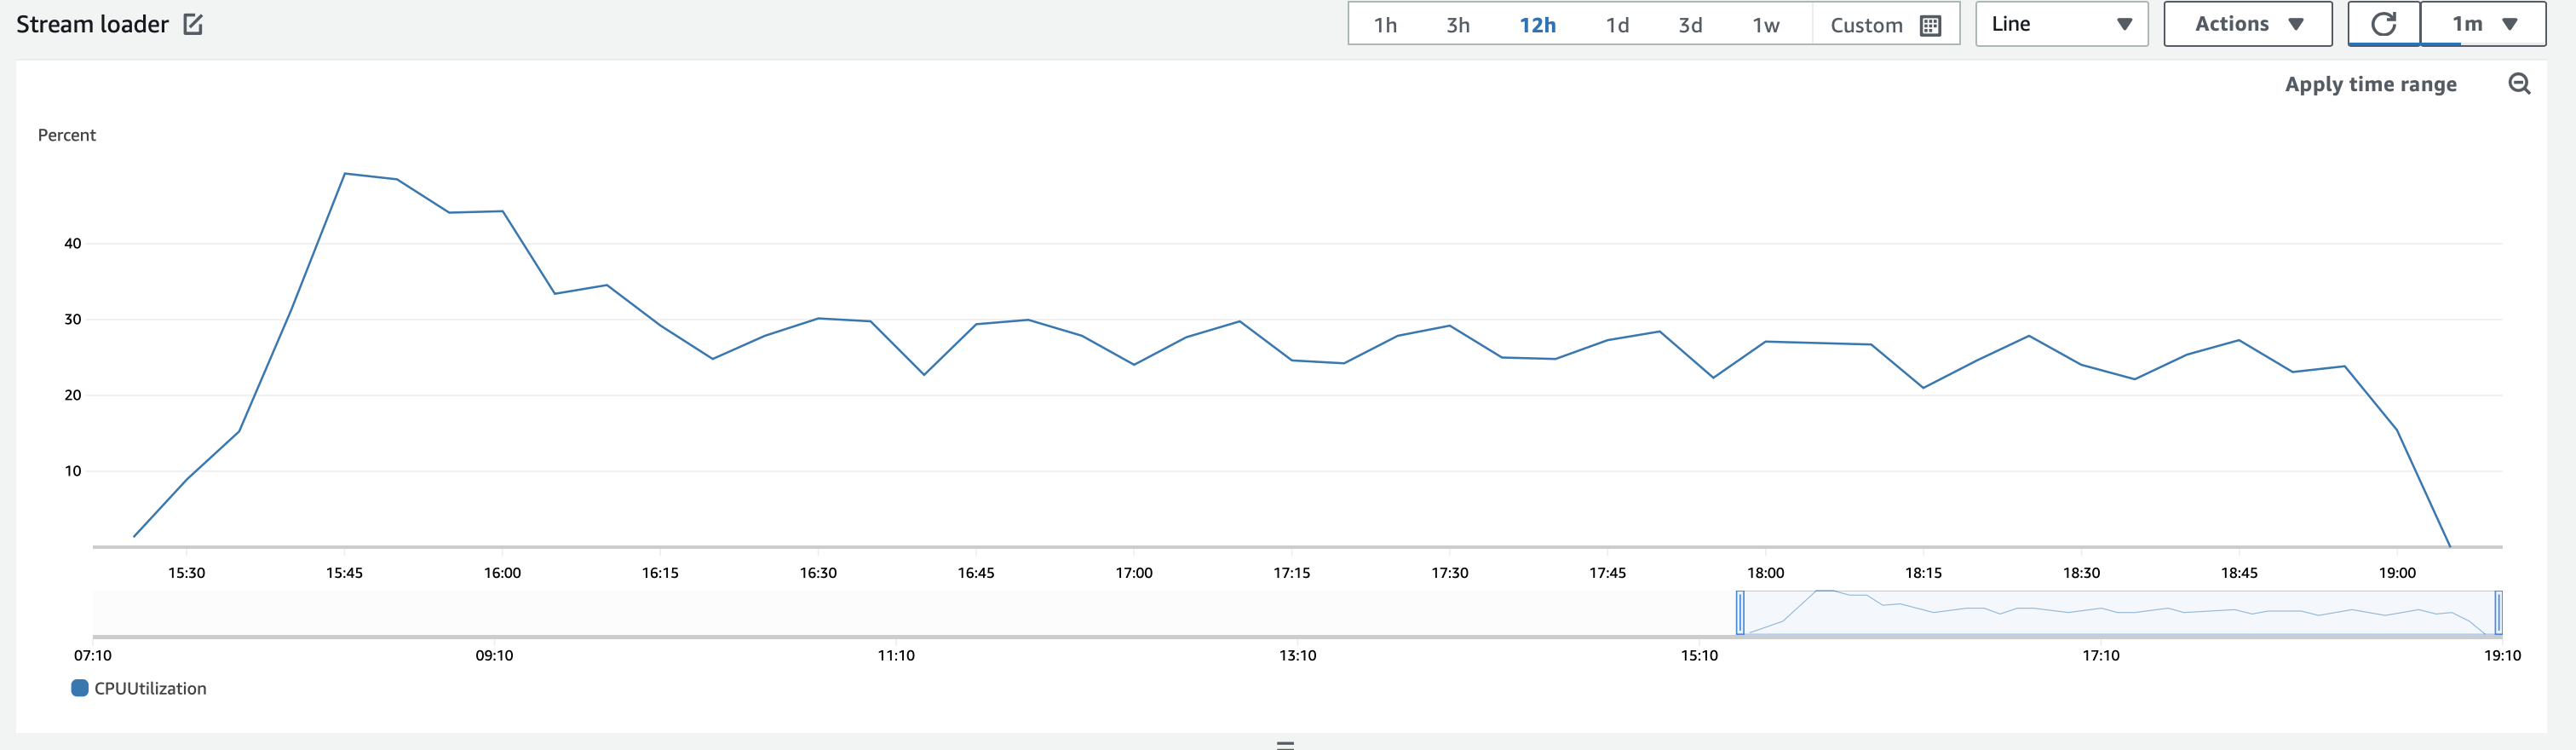 Stream loader 1h 3h 12h 1d 3d 1w Custom Line Actions 1m
Apply time range
Percent
40
30
20
10
15:30 15:45 16:00 16:15 16:30 16:45 17:00 17:15 17:30 17:45 18:00 18:15 18:30 18:45 19:00
07:10 09:10 11:10 13:10 15:10 17:10 19:10
CPUUtilization